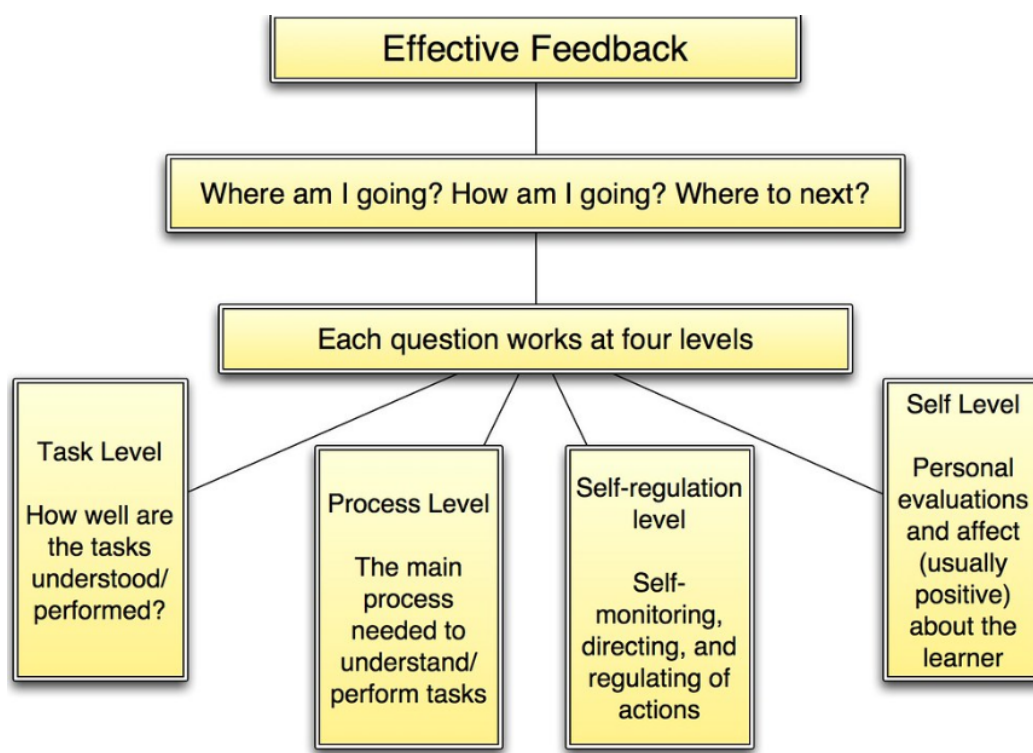 Effective Feedback
Where am I going? How am I going? Where to next?
Each question works at four levels
Task Level
How well are
the tasks
understood/
performed?
Process Level
The main
process
needed to
understand/
perform tasks
Self-regulation
level
Self-
monitoring,
directing, and
regulating of
actions
Self Level
Personal
evaluations
and affect
(usually
positive)
about the
learner